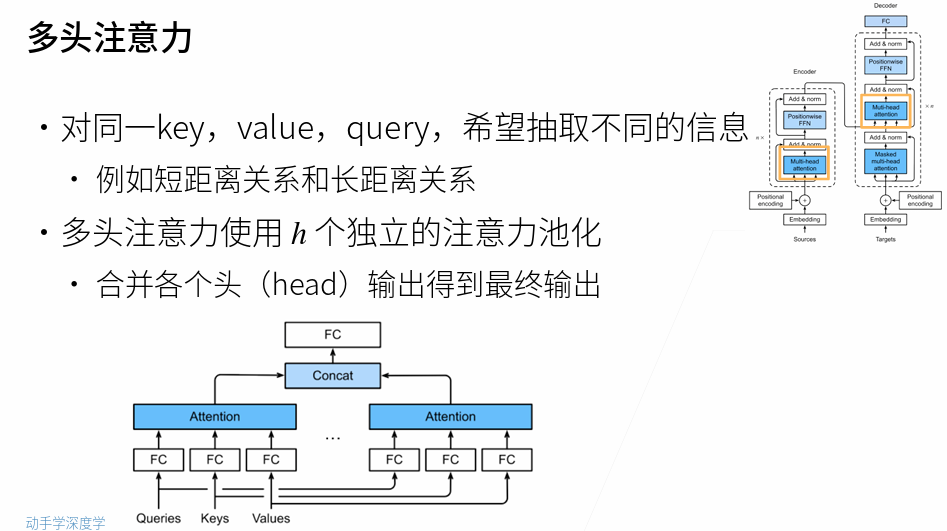 多头注意力
• 对同一key，value，query，希望抽取不同的信息
• 例如短距离关系和长距离关系
• 多头注意力使用 h 个独立的注意力池化
• 合并各个头（head）输出得到最终输出
FC
Concat
Attention
Attention
...
FC
FC
FC
FC
FC
FC
Queries
Keys
Values
动手学深度学
Decoder
FC
Add & norm
Positionwise
FFN
Add & norm
Muti-head
attention
× n
Add & norm
Masked
multi-head
attention
Positional
encoding
+
Embedding
Targets
Encoder
Add & norm
Positionwise
FFN
n ×
Add & norm
Multi-head
attention
Positional
encoding
+
Embedding
Sources